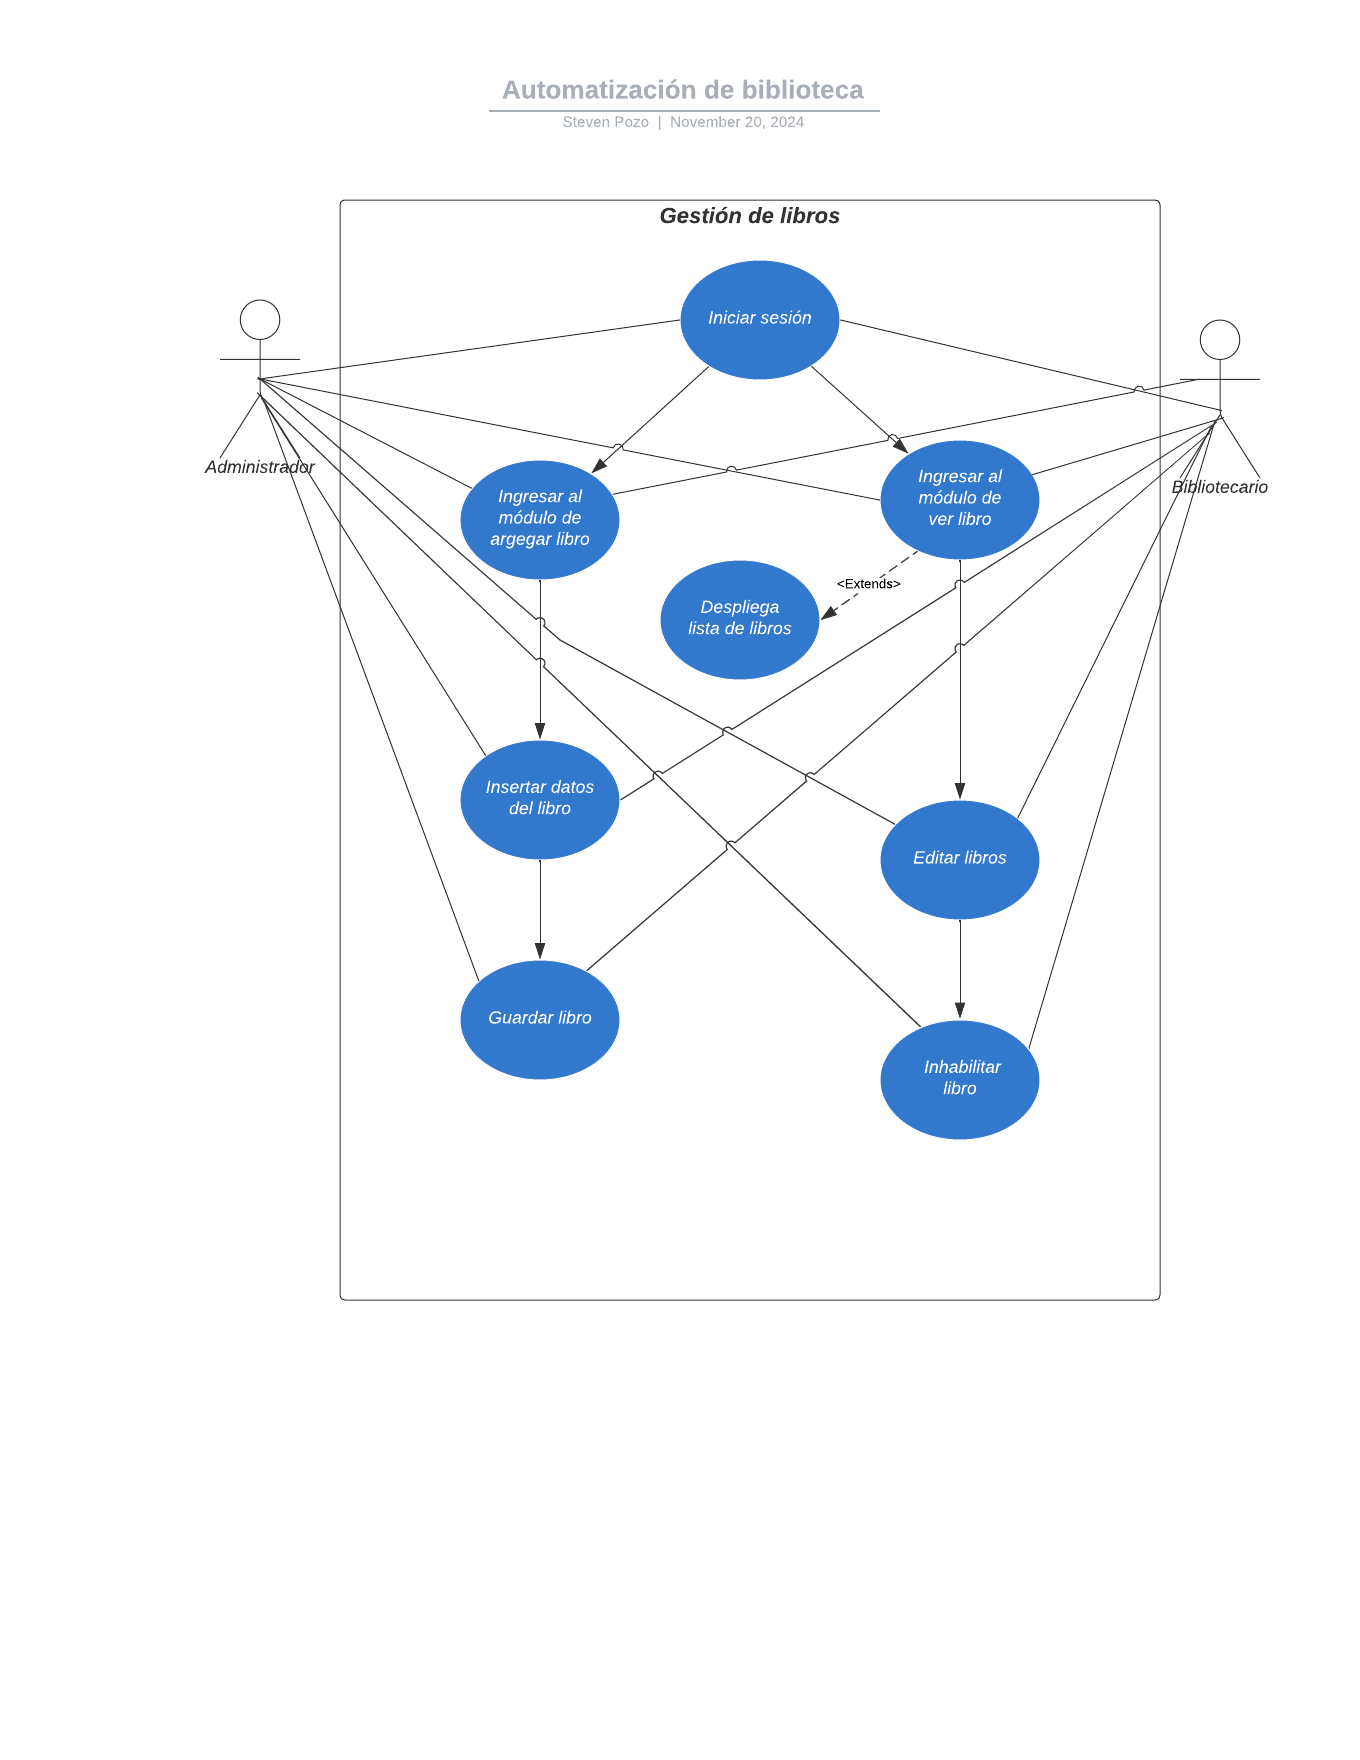 Automatización de biblioteca
Steven Pozo | November 20, 2024
Gestión de libros
Iniciar sesión
Administrador
Bibliotecario
Ingresar al
módulo de
argegar libro
Ingresar al
módulo de
ver libro
<Extends>
Despliega
lista de libros
Insertar datos
del libro
Editar libros
Guardar libro
Inhabilitar
libro